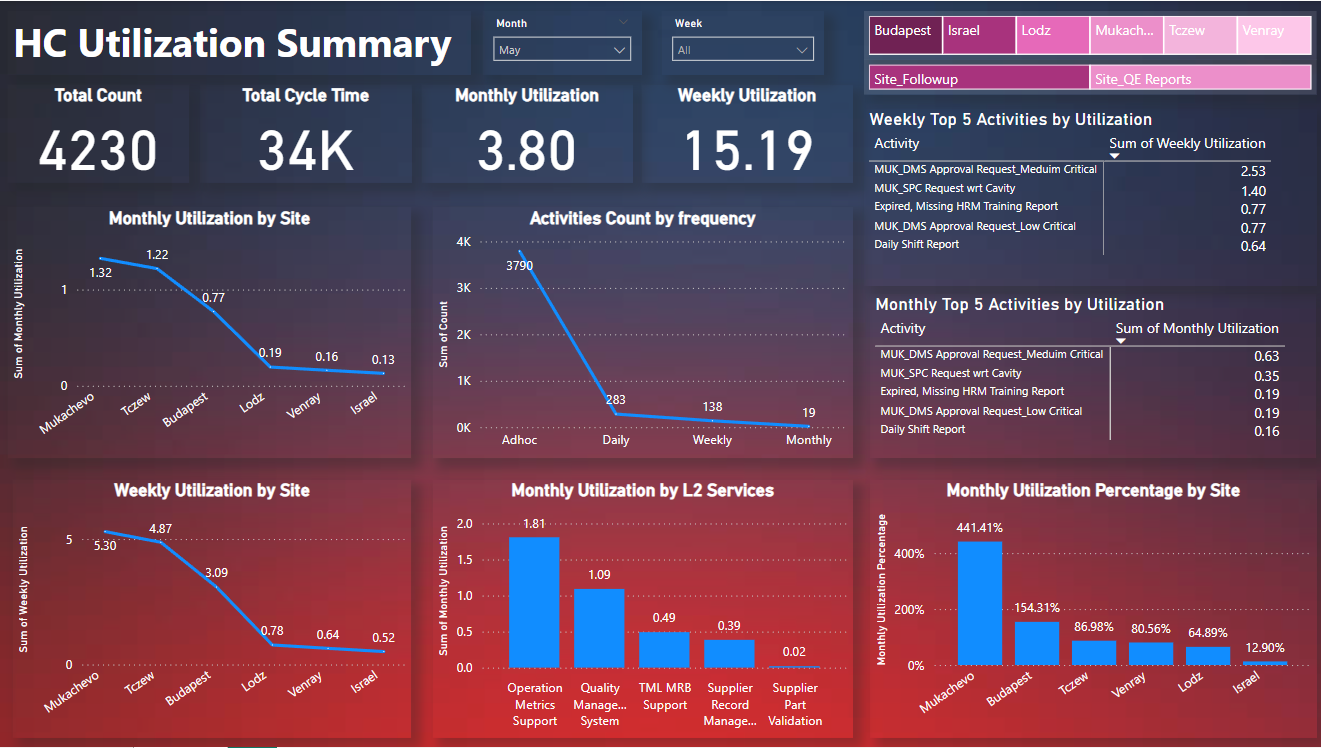 HC Utilization Summary
Month
May
Week
All
Budapest
Israel
Lodz
Mukach...
Tczew
Venray
Site_Followup
Site_QE Reports
Total Count
4230
Total Cycle Time
34K
Monthly Utilization
3.80
Weekly Utilization
15.19
Weekly Top 5 Activities by Utilization
Activity Sum of Weekly Utilization
MUK_DMS Approval Request_Meduim Critical 2.53
MUK_SPC Request wrt Cavity 1.40
Expired, Missing HRM Training Report 0.77
MUK_DMS Approval Request_Low Critical 0.77
Daily Shift Report 0.64
Monthly Utilization by Site
Sum of Monthly Utilization
1
0
1.32
1.22
0.77
0.19
0.16
0.13
Mukachevo
Tczew
Budapest
Lodz
Venray
Israel
Activities Count by frequency
Sum of Count
4K
3K
2K
1K
0K
3790
283
138
19
Adhoc
Daily
Weekly
Monthly
Monthly Top 5 Activities by Utilization
Activity Sum of Monthly Utilization
MUK_DMS Approval Request_Meduim Critical 0.63
MUK_SPC Request wrt Cavity 0.35
Expired, Missing HRM Training Report 0.19
MUK_DMS Approval Request_Low Critical 0.19
Daily Shift Report 0.16
Weekly Utilization by Site
Sum of Weekly Utilization
5
0
5.30
4.87
3.09
0.78
0.64
0.52
Mukachevo
Tczew
Budapest
Lodz
Venray
Israel
Monthly Utilization by L2 Services
Sum of Monthly Utilization
2.0
1.5
1.0
0.5
0.0
1.81
1.09
0.49
0.39
0.02
Operation
Metrics
Support
Quality
Manage...
System
TML MRB
Support
Supplier
Record
Manage...
Supplier
Part
Validation
Monthly Utilization Percentage by Site
Monthly Utilization Percentage
400%
200%
0%
441.41%
154.31%
86.98%
80.56%
64.89%
12.90%
Mukachevo
Budapest
Tczew
Venray
Lodz
Israel